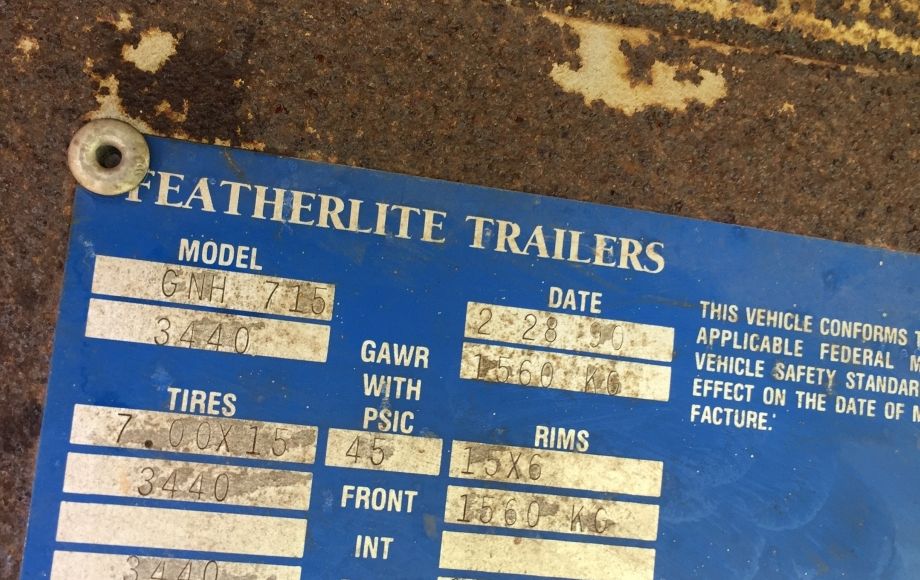 FEATHERLITE TRAILERS
MODEL
GNH 715
3440
DATE
2 28 90
1560 KG
GAWR
WITH
PSIC
TIRES
7.00X15
45
RIMS
15X6
3440
FRONT
1560 KG
INT
3440
THIS VEHICLE CONFORMS
APPLICABLE FEDERAL
VEHICLE SAFETY
EFFECT ON THE DATE OF
FACTURE.